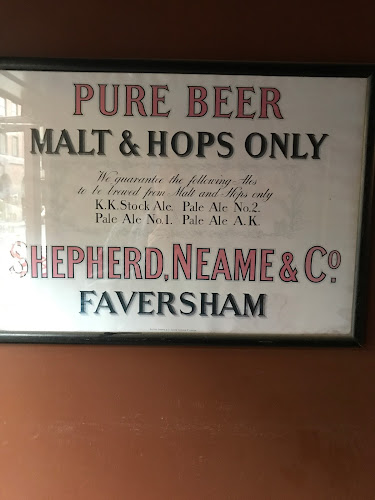 PURE BEER
MALT & HOPS ONLY
We guarantee the following Ales
to be brewed from Malt and Hops only
K.K. Stock Ale. Pale Ale No.2.
Pale Ale No.1. Pale Ale A.K.
SHEPHERD, NEAME & Co.
FAVERSHAM